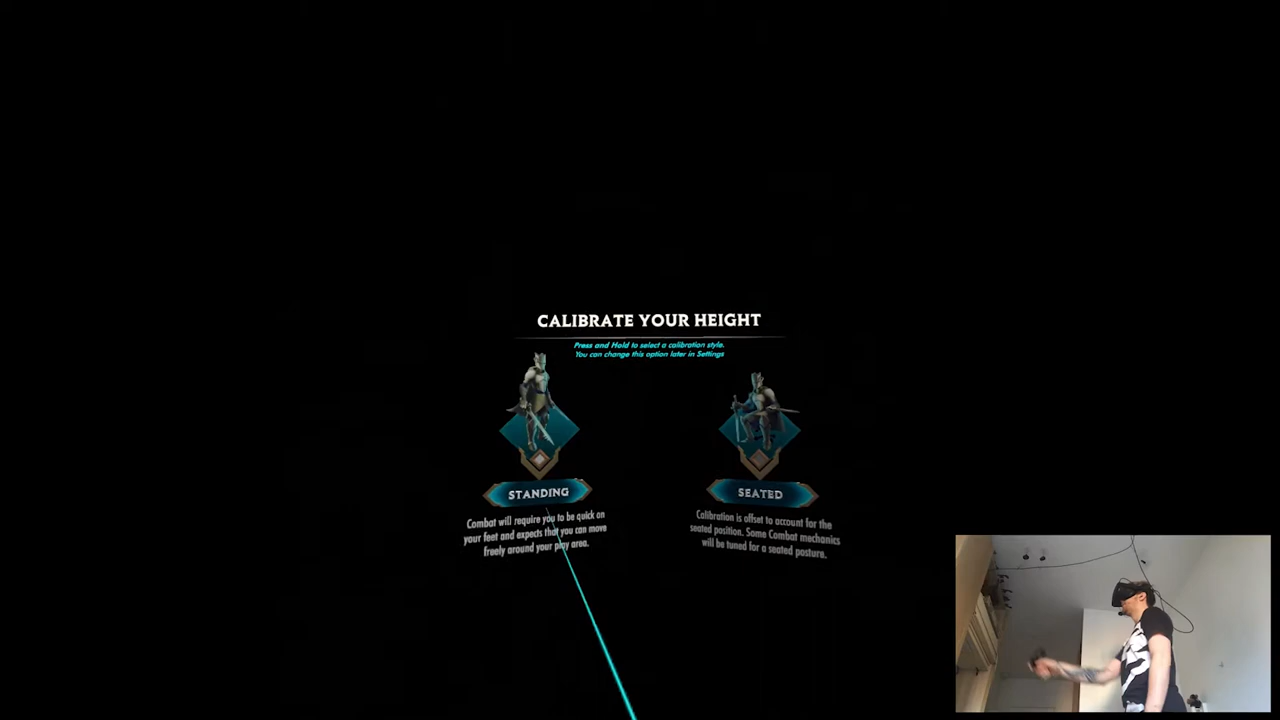 CALIBRATE YOUR HEIGHT
Press and Hold to select a calibration style.
You can change this option later in Settings
STANDING
Combat will require you to be quick on
your feet and expects that you can move
freely around your play area.
SEATED
Calibration is offset to account for the
seated position. Some Combat mechanics
will be tuned for a seated posture.